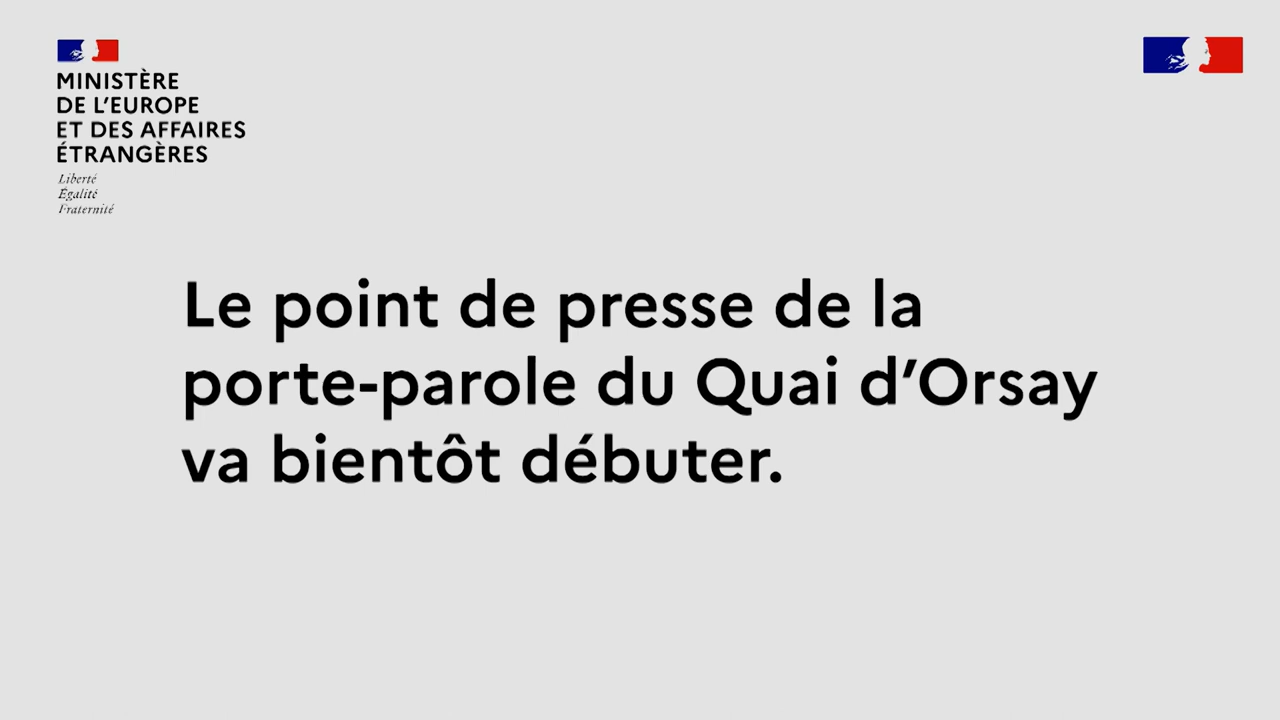 MINISTÈRE
DE L'EUROPE
ET DES AFFAIRES
ÉTRANGÈRES
Liberté
Égalité
Fraternité
Le point de presse de la
porte-parole du Quai d'Orsay
va bientôt débuter.